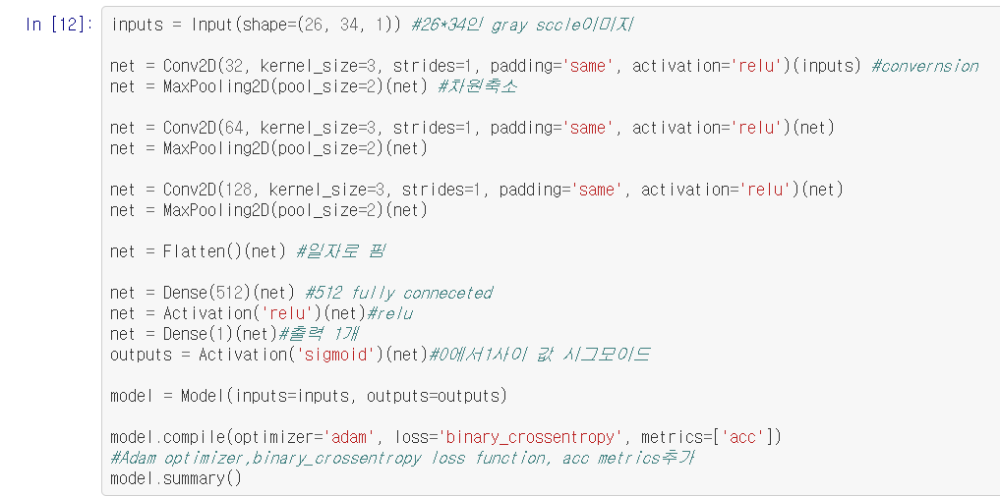 In [12]: inputs = Input(shape=(26, 34, 1)) #26*34인 gray sccle이미지
net = Conv2D(32, kernel_size=3, strides=1, padding='same', activation='relu')(inputs) #convernsion
net = MaxPooling2D(pool_size=2)(net) #차원축소
net = Conv2D(64, kernel_size=3, strides=1, padding='same', activation='relu')(net)
net = MaxPooling2D(pool_size=2)(net)
net = Conv2D(128, kernel_size=3, strides=1, padding='same', activation='relu')(net)
net = MaxPooling2D(pool_size=2)(net)
net = Flatten()(net) #일자로 핌
net = Dense(512)(net) #512 fully conneceted
net = Activation('relu')(net)#relu
net = Dense(1)(net)#출력 1개
outputs = Activation('sigmoid')(net)#0에서1사이 값 시그모이드
model = Model(inputs=inputs, outputs=outputs)
model.compile(optimizer='adam', loss='binary_crossentropy', metrics=['acc'])
#Adam optimizer,binary_crossentropy loss function, acc metrics추가
model.summary()